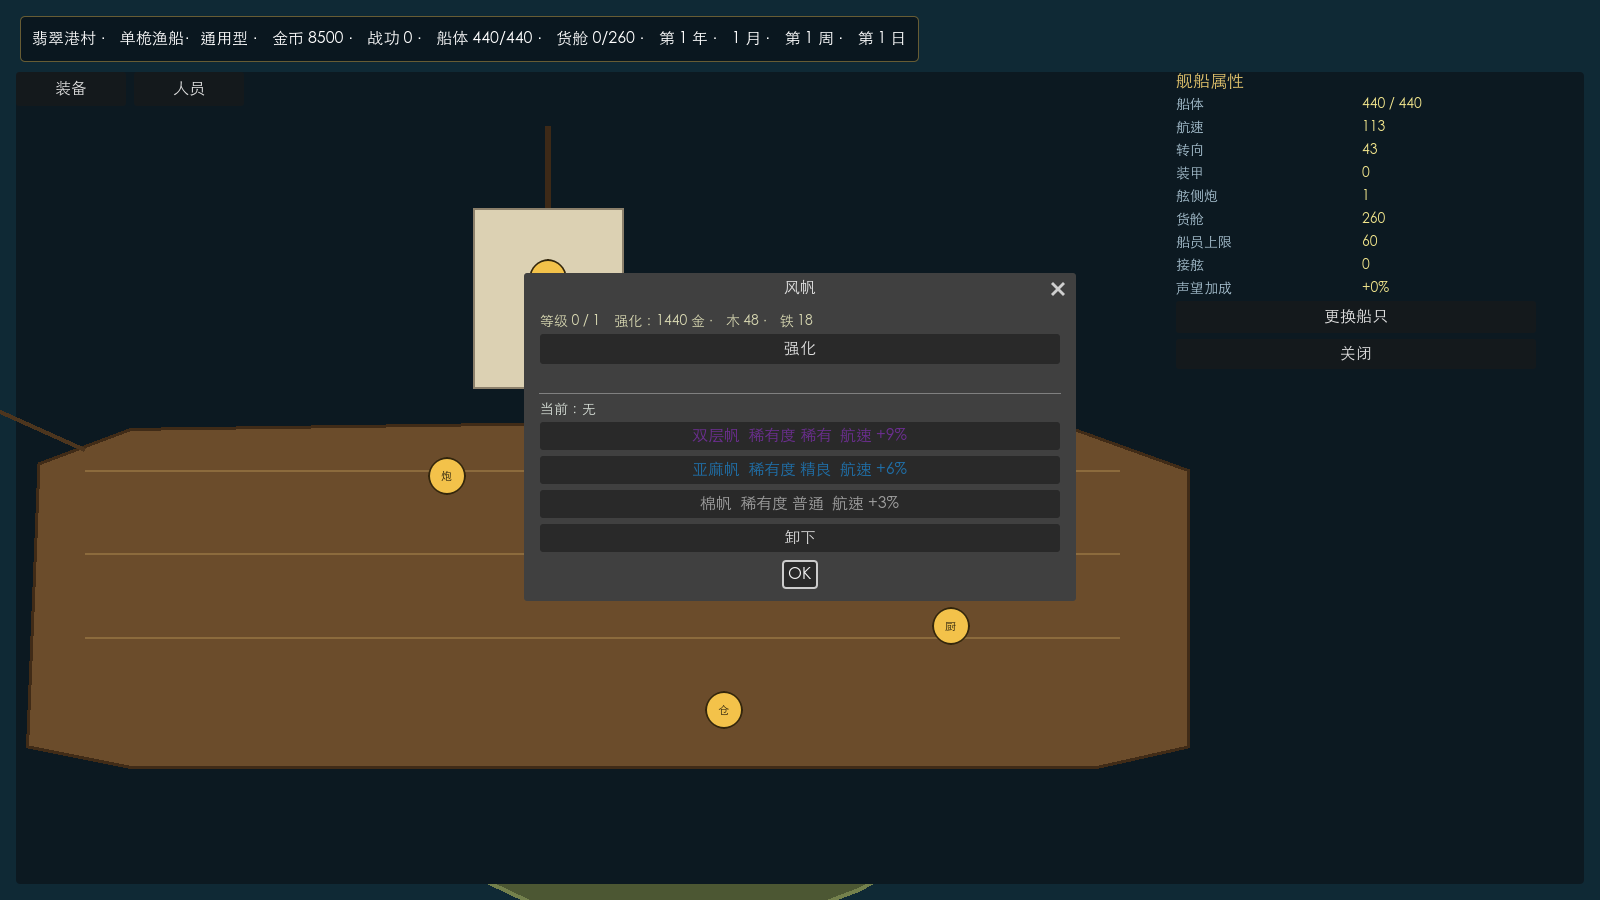 翡翠港村 · 单桅渔船 · 通用型 · 金币 8500 · 战功 0 · 船体 440/440 · 货舱 0/260 · 第 1 年 · 1 月 · 第 1 周 · 第 1 日
装备 人员
舰船属性
船体 440 / 440
航速 113
转向 43
装甲 0
舷侧炮 1
货舱 260
船员上限 60
接舷 0
声望加成 +0%
更换船只
关闭
风帆
等级 0 / 1 强化：1440 金 · 木 48 · 铁 18
强化
当前：无
双层帆 稀有度 稀有 航速 +9%
亚麻帆 稀有度 精良 航速 +6%
棉帆 稀有度 普通 航速 +3%
卸下
OK
炮
厨
仓